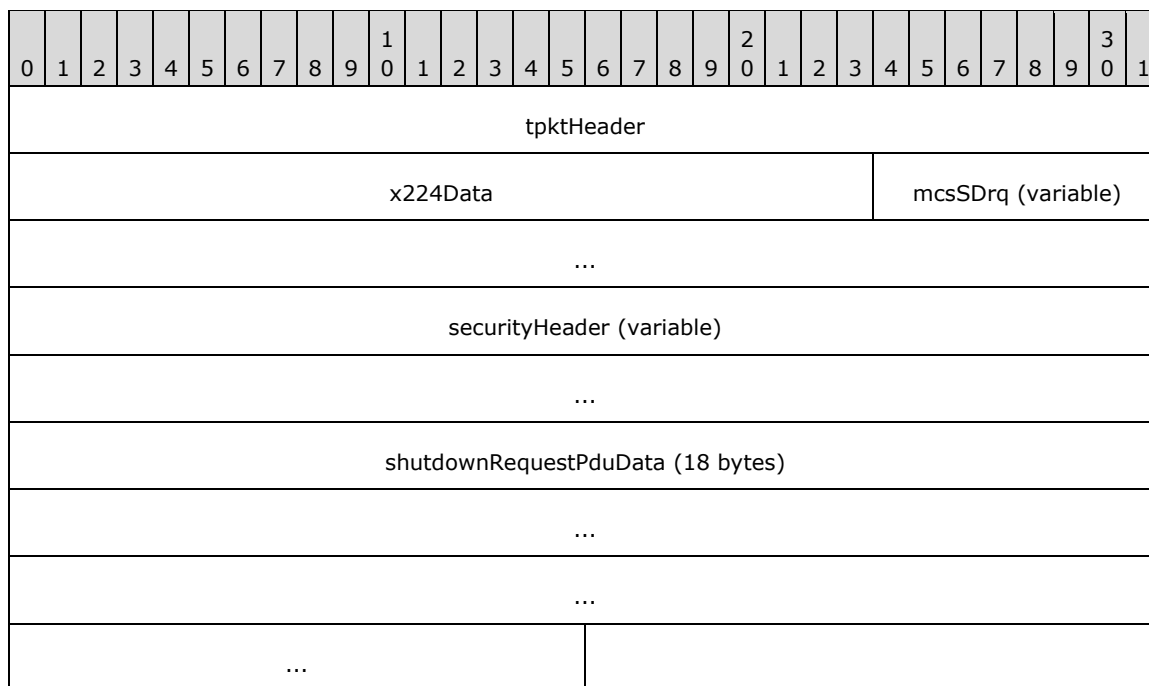 1 2 3
0 1 2 3 4 5 6 7 8 9 0 1 2 3 4 5 6 7 8 9 0 1 2 3 4 5 6 7 8 9 0 1
tpktHeader
x224Data mcsSDrq (variable)
...
securityHeader (variable)
...
shutdownRequestPduData (18 bytes)
...
...
...